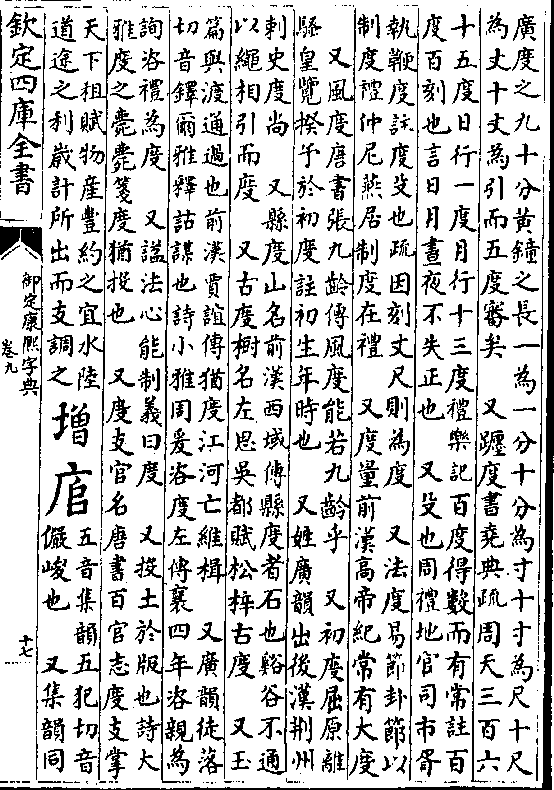 廣度之九十分黃鐘之長一為一分十分為寸十寸為尺十尺
為丈十丈為引而五度審矣　又躔度書堯典疏周天三百六
十五度日行一度月行十三度禮樂記百度得數而有常註百
度百刻也言日月晝夜不失正也　又殳也周禮地官司市胥
執鞭度註度殳也疏因刻丈尺則為度　又法度易節卦節以
制度禮仲尼燕居制度在禮　又度量前漢高帝紀常有大度
又風度唐書張九齡傳風度能若九齡乎　又初度屈原離
騷皇覽揆予於初度註初生年時也　又姓廣韻出後漢荆州
刺史度尚　又縣度山名前漢西域傳縣度者石也谿谷不通
以繩相引而度　又古度樹名左思吳都賦松梓古度　又玉
篇與渡通過也前漢賈誼傳猶度江河亡維楫　又廣韻徒落
切音鐸爾雅釋詁謀也詩小雅周爰咨度左傳襄四年咨親為
詢咨禮為度　又謚法心能制義曰度　又投土於版也詩大
雅度之薨薨箋度猶投也　又度支官名唐書百官志度支掌
天下租賦物産豐約之宜水陸
道途之利歲計所出而支調之
增
五音集韻五犯切音
儼峻也　又集韻同
欽定四庫全書
御定康熙字典
卷九
十七